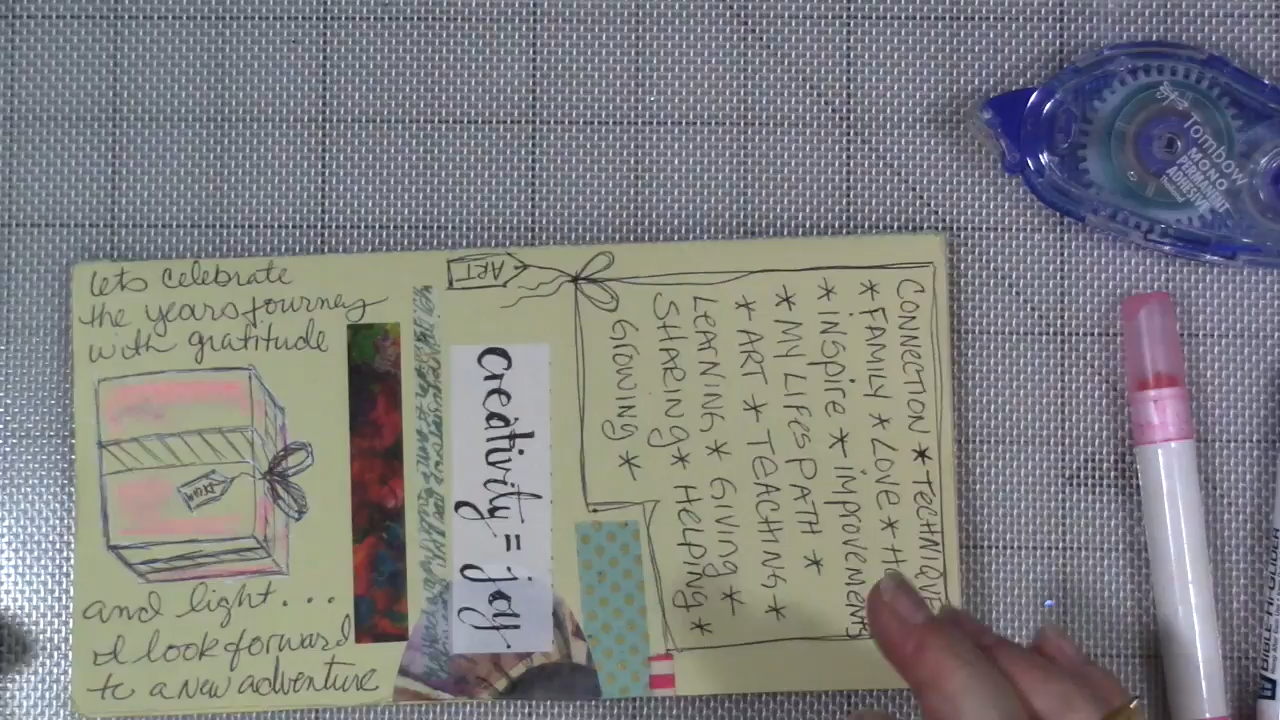 lets celebrate
the years journey
with gratitude
and light...
I look forward
to a new adventure
ART
creativity = joy
CONNECTION * TECHNIQUE
* FAMILY * LOVE *
* INSPIRE * IMPROVEMENTS
* MY LIFES PATH *
* ART * TEACHING *
LEARNING * GIVING *
SHARING * HELPING *
GROWING *
Tombow
MONO
PERMANENT
ADHESIVE